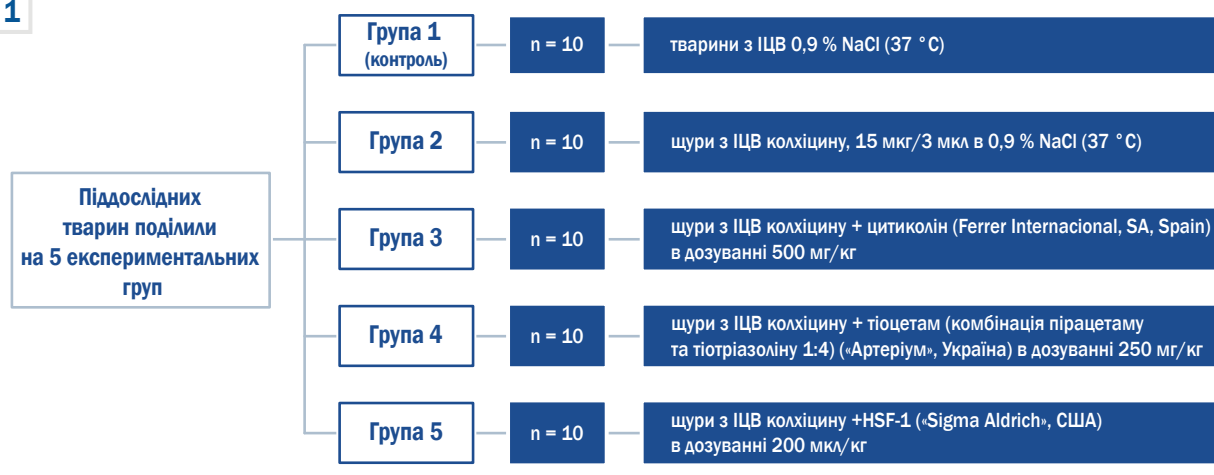 1
Піддослідних
тварин поділили
на 5 експериментальних
груп
Група 1
(контроль)
n = 10
тварини з ІЦВ 0,9 % NaCl (37 °C)
Група 2
n = 10
щури з ІЦВ колхіцину, 15 мкг/3 мкл в 0,9 % NaCl (37 °C)
Група 3
n = 10
щури з ІЦВ колхіцину + цитиколін (Ferrer Internacional, SA, Spain)
в дозуванні 500 мг/кг
Група 4
n = 10
щури з ІЦВ колхіцину + тіоцетам (комбінація пірацетаму
та тіотріазоліну 1:4) («Артеріум», Україна) в дозуванні 250 мг/кг
Група 5
n = 10
щури з ІЦВ колхіцину +HSF-1 («Sigma Aldrich», США)
в дозуванні 200 мкл/кг